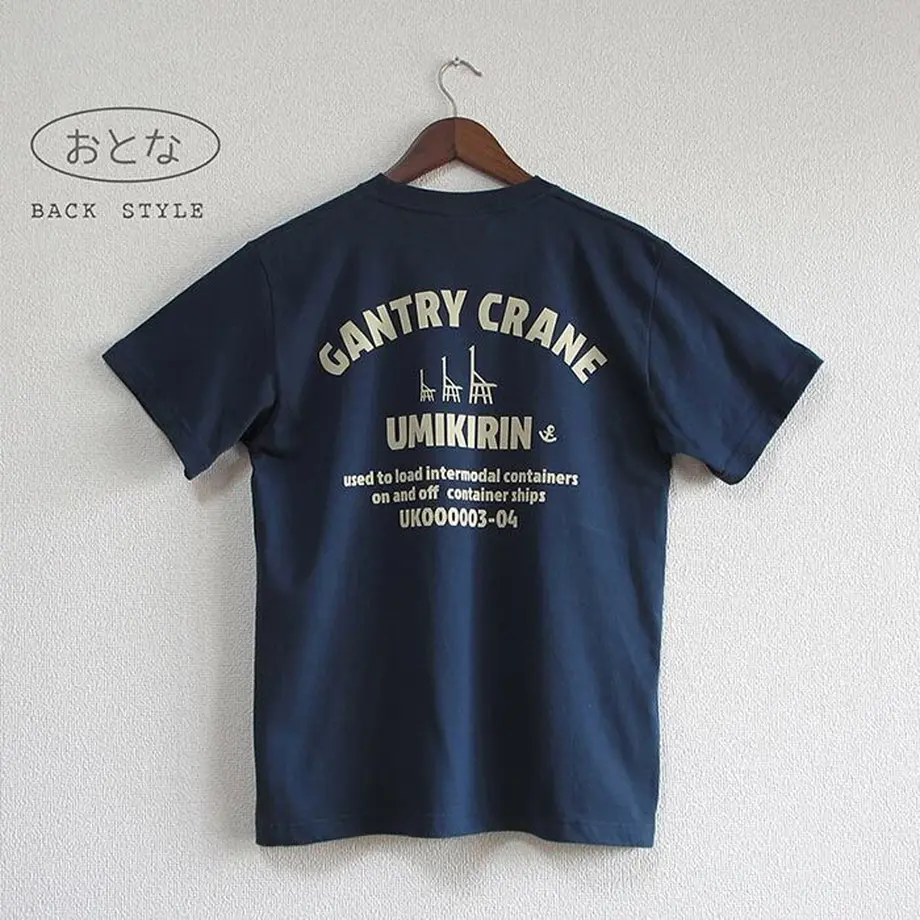 おとな
BACK STYLE
GANTRY CRANE
UMIKIRIN
used to load intermodal containers
on and off container ships
UK000003-04